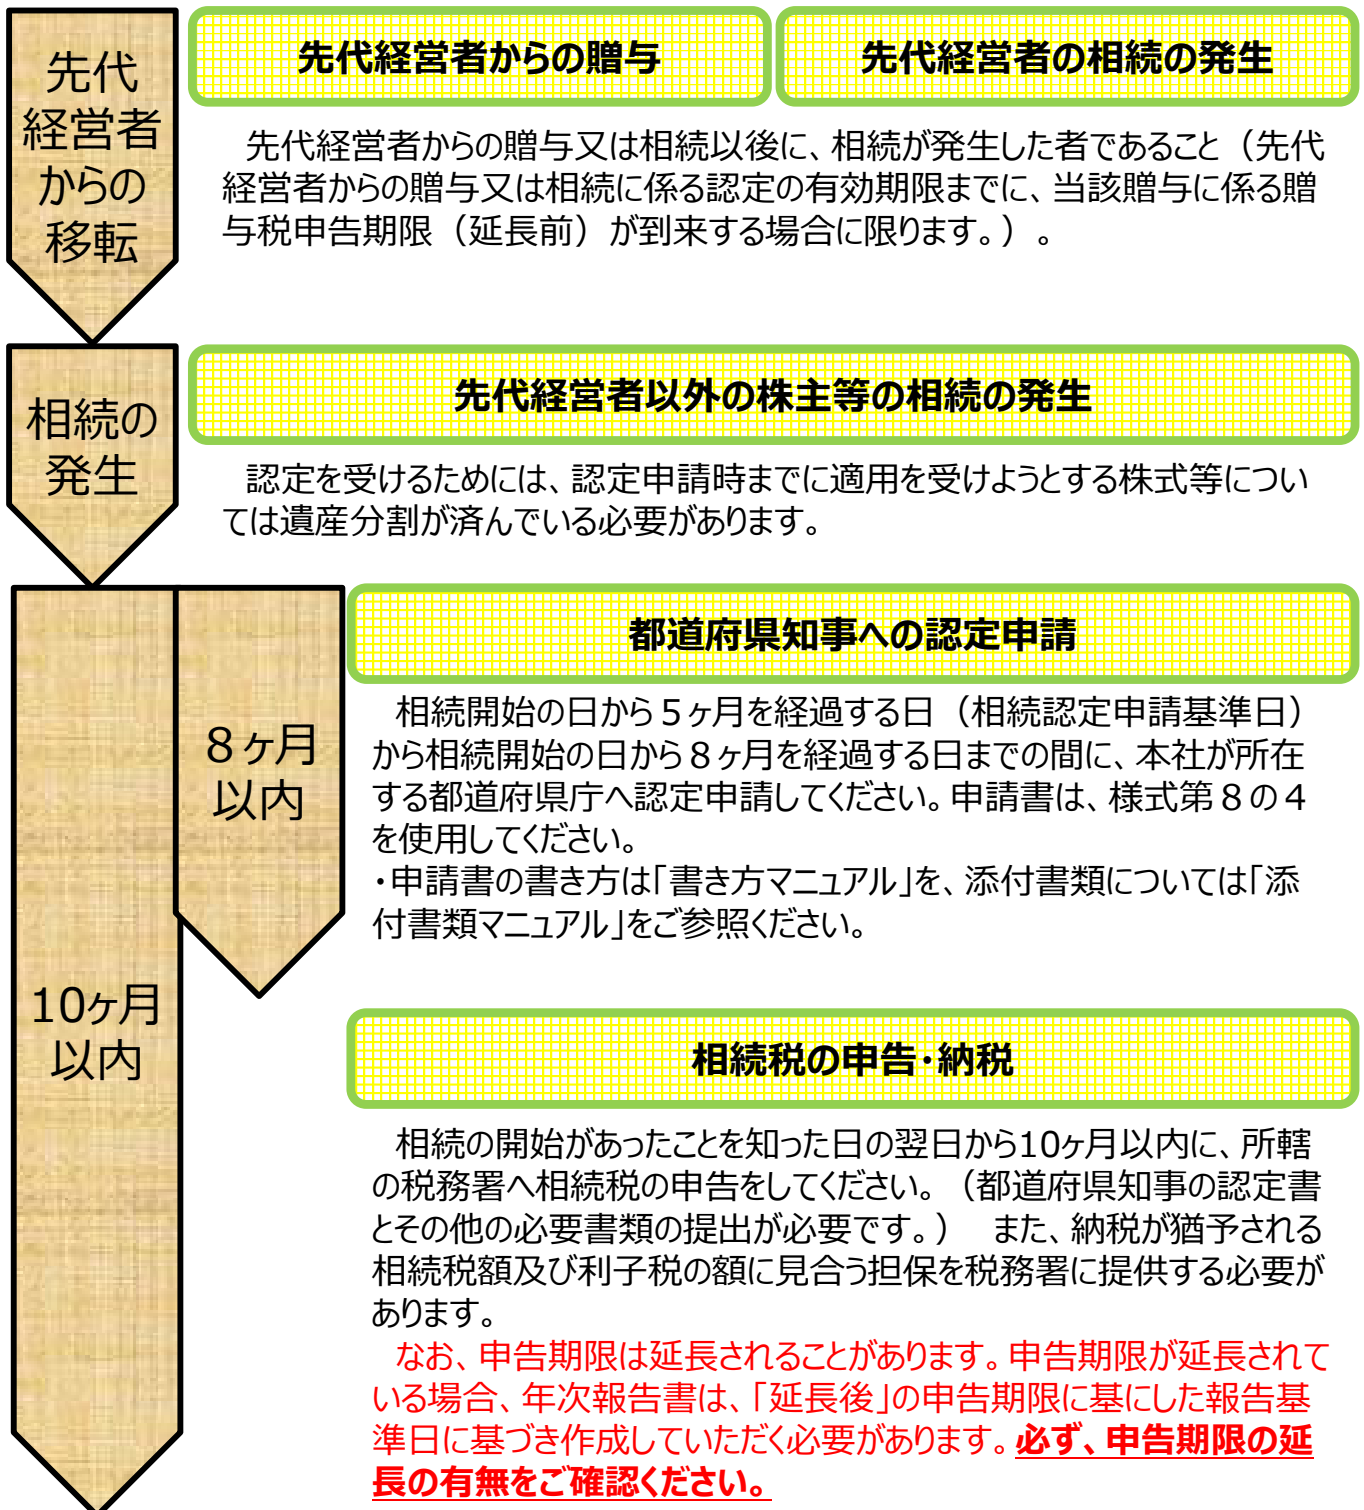 先代
経営者
からの
移転
先代経営者からの贈与
先代経営者の相続の発生
先代経営者からの贈与又は相続以後に、相続が発生した者であること（先代
経営者からの贈与又は相続に係る認定の有効期限までに、当該贈与に係る贈
与税申告期限（延長前）が到来する場合に限ります。）。
相続の
発生
先代経営者以外の株主等の相続の発生
認定を受けるためには、認定申請時までに適用を受けようとする株式等につい
ては遺産分割が済んでいる必要があります。
８ヶ月
以内
都道府県知事への認定申請
相続開始の日から５ヶ月を経過する日（相続認定申請基準日）
から相続開始の日から８ヶ月を経過する日までの間に、本社が所在
する都道府県庁へ認定申請してください。申請書は、様式第８の４
を使用してください。
・申請書の書き方は「書き方マニュアル」を、添付書類については「添
付書類マニュアル」をご参照ください。
10ヶ月
以内
相続税の申告・納税
相続の開始があったことを知った日の翌日から10ヶ月以内に、所轄
の税務署へ相続税の申告をしてください。（都道府県知事の認定書
とその他の必要書類の提出が必要です。）　また、納税が猶予される
相続税額及び利子税の額に見合う担保を税務署に提供する必要が
あります。
なお、申告期限は延長されることがあります。申告期限が延長されて
いる場合、年次報告書は、「延長後」の申告期限に基にした報告基
準日に基づき作成していただく必要があります。必ず、申告期限の延
長の有無をご確認ください。